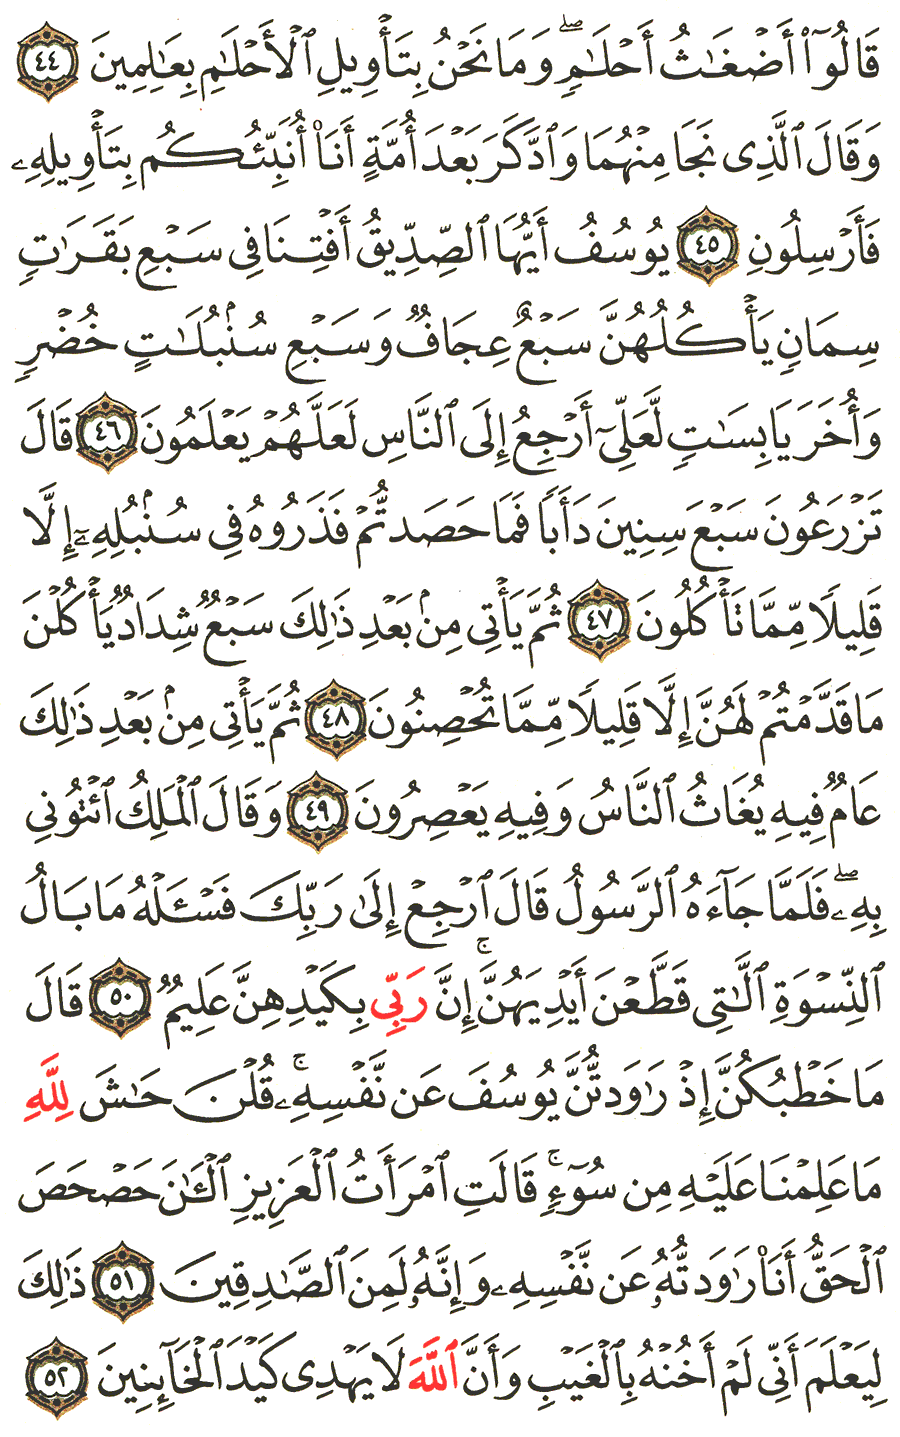 قَالُوٓا۟ أَضْغَـٰثُ أَحْلَـٰمٍۢ ۖ وَمَا نَحْنُ بِتَأْوِيلِ ٱلْأَحْلَـٰمِ بِعَـٰلِمِينَ ٤٤
وَقَالَ ٱلَّذِى نَجَا مِنْهُمَا وَٱدَّكَرَ بَعْدَ أُمَّةٍ أَنَا۠ أُنَبِّئُكُم بِتَأْوِيلِهِۦ
فَأَرْسِلُونِ ٤٥ يُوسُفُ أَيُّهَا ٱلصِّدِّيقُ أَفْتِنَا فِى سَبْعِ بَقَرَٰتٍ
سِمَانٍ يَأْكُلُهُنَّ سَبْعٌ عِجَافٌ وَسَبْعِ سُنۢبُلَـٰتٍ خُضْرٍ
وَأُخَرَ يَابِسَـٰتٍ لَّعَلِّىٓ أَرْجِعُ إِلَى ٱلنَّاسِ لَعَلَّهُمْ يَعْلَمُونَ ٤٦ قَالَ
تَزْرَعُونَ سَبْعَ سِنِينَ دَأَبًا فَمَا حَصَدتُّمْ فَذَرُوهُ فِى سُنۢبُلِهِۦٓ إِلَّا
قَلِيلًا مِّمَّا تَأْكُلُونَ ٤٧ ثُمَّ يَأْتِى مِنۢ بَعْدِ ذَٰلِكَ سَبْعٌ شِدَادٌ يَأْكُلْنَ
مَا قَدَّمْتُمْ لَهُنَّ إِلَّا قَلِيلًا مِّمَّا تُحْصِنُونَ ٤٨ ثُمَّ يَأْتِى مِنۢ بَعْدِ ذَٰلِكَ
عَامٌ فِيهِ يُغَاثُ ٱلنَّاسُ وَفِيهِ يَعْصِرُونَ ٤٩ وَقَالَ ٱلْمَلِكُ ٱئْتُونِى
بِهِۦ ۖ فَلَمَّا جَآءَهُ ٱلرَّسُولُ قَالَ ٱرْجِعْ إِلَىٰ رَبِّكَ فَسْـَٔلْهُ مَا بَالُ
ٱلنِّسْوَةِ ٱلَّـٰتِى قَطَّعْنَ أَيْدِيَهُنَّ ۚ إِنَّ رَبِّى بِكَيْدِهِنَّ عَلِيمٌ ٥٠ قَالَ
مَا خَطْبُكُنَّ إِذْ رَٰوَدتُّنَّ يُوسُفَ عَن نَّفْسِهِۦ ۚ قُلْنَ حَـٰشَ لِلَّهِ
مَا عَلِمْنَا عَلَيْهِ مِن سُوٓءٍ ۚ قَالَتِ ٱمْرَأَتُ ٱلْعَزِيزِ ٱلْـَٔـٰنَ حَصْحَصَ
ٱلْحَقُّ أَنَا۠ رَٰوَدتُّهُۥ عَن نَّفْسِهِۦ وَإِنَّهُۥ لَمِنَ ٱلصَّـٰدِقِينَ ٥١ ذَٰلِكَ
لِيَعْلَمَ أَنِّى لَمْ أَخُنْهُ بِٱلْغَيْبِ وَأَنَّ ٱللَّهَ لَا يَهْدِى كَيْدَ ٱلْخَآئِنِينَ ٥٢